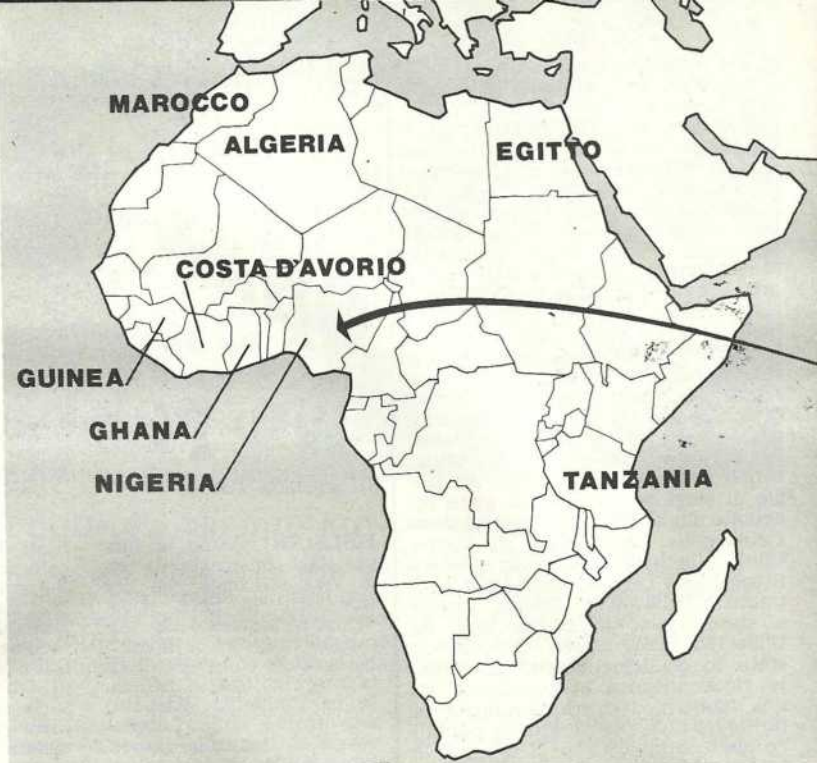 MAROCCO
ALGERIA
EGITTO
COSTA D'AVORIO
GUINEA
GHANA
NIGERIA
TANZANIA